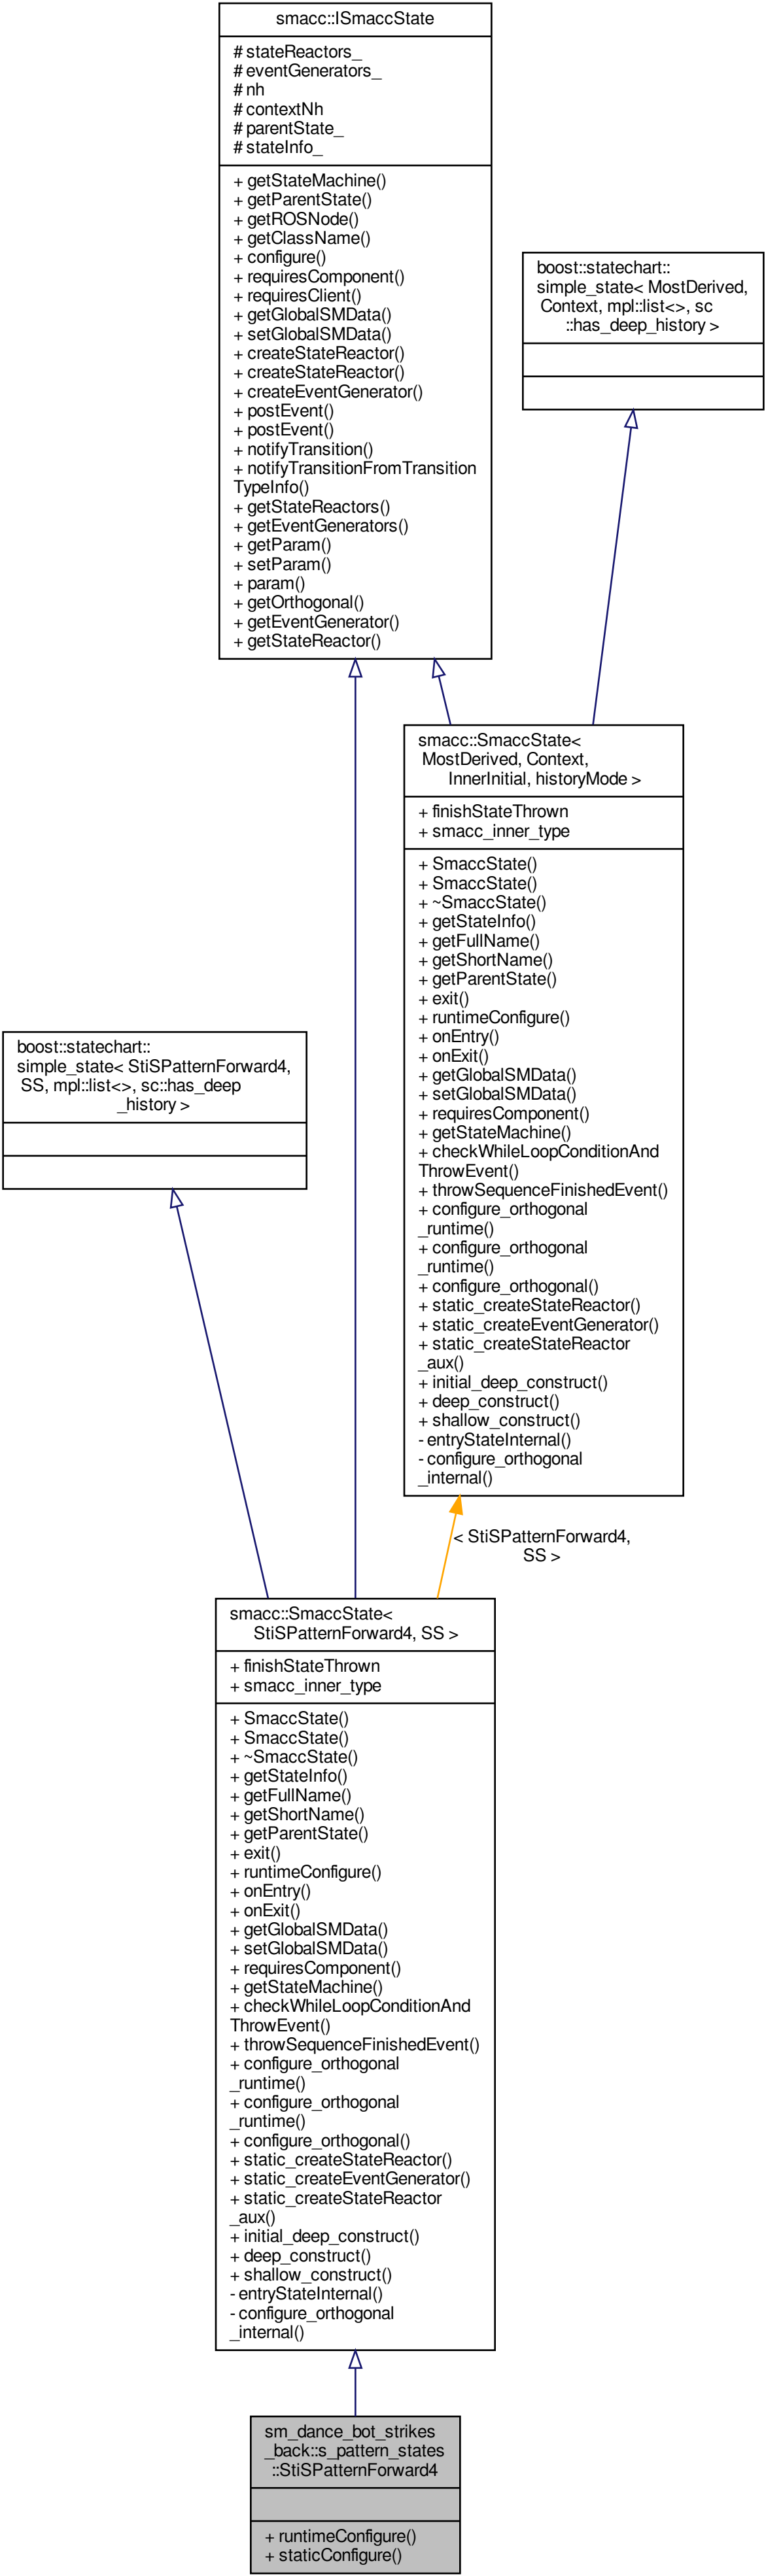 smacc::ISmaccState
# stateReactors_
# eventGenerators_
# nh
# contextNh
# parentState_
# stateInfo_
+ getStateMachine()
+ getParentState()
+ getROSNode()
+ getClassName()
+ configure()
+ requiresComponent()
+ requiresClient()
+ getGlobalSMData()
+ setGlobalSMData()
+ createStateReactor()
+ createStateReactor()
+ createEventGenerator()
+ postEvent()
+ postEvent()
+ notifyTransition()
+ notifyTransitionFromTransition
TypeInfo()
+ getStateReactors()
+ getEventGenerators()
+ getParam()
+ setParam()
+ param()
+ getOrthogonal()
+ getEventGenerator()
+ getStateReactor()
boost::statechart::
simple_state< MostDerived,
Context, mpl::list<>, sc
::has_deep_history >
smacc::SmaccState<
MostDerived, Context,
InnerInitial, historyMode >
+ finishStateThrown
+ smacc_inner_type
+ SmaccState()
+ SmaccState()
+ ~SmaccState()
+ getStateInfo()
+ getFullName()
+ getShortName()
+ getParentState()
+ exit()
+ runtimeConfigure()
+ onEntry()
+ onExit()
+ getGlobalSMData()
+ setGlobalSMData()
+ requiresComponent()
+ getStateMachine()
+ checkWhileLoopConditionAnd
ThrowEvent()
+ throwSequenceFinishedEvent()
+ configure_orthogonal
_runtime()
+ configure_orthogonal
_runtime()
+ configure_orthogonal()
+ static_createStateReactor()
+ static_createEventGenerator()
+ static_createStateReactor
_aux()
+ initial_deep_construct()
+ deep_construct()
+ shallow_construct()
- entryStateInternal()
- configure_orthogonal
_internal()
boost::statechart::
simple_state< StiSPatternForward4,
SS, mpl::list<>, sc::has_deep
_history >
< StiSPatternForward4,
SS >
smacc::SmaccState<
StiSPatternForward4, SS >
+ finishStateThrown
+ smacc_inner_type
+ SmaccState()
+ SmaccState()
+ ~SmaccState()
+ getStateInfo()
+ getFullName()
+ getShortName()
+ getParentState()
+ exit()
+ runtimeConfigure()
+ onEntry()
+ onExit()
+ getGlobalSMData()
+ setGlobalSMData()
+ requiresComponent()
+ getStateMachine()
+ checkWhileLoopConditionAnd
ThrowEvent()
+ throwSequenceFinishedEvent()
+ configure_orthogonal
_runtime()
+ configure_orthogonal
_runtime()
+ configure_orthogonal()
+ static_createStateReactor()
+ static_createEventGenerator()
+ static_createStateReactor
_aux()
+ initial_deep_construct()
+ deep_construct()
+ shallow_construct()
- entryStateInternal()
- configure_orthogonal
_internal()
sm_dance_bot_strikes
_back::s_pattern_states
::StiSPatternForward4
+ runtimeConfigure()
+ staticConfigure()